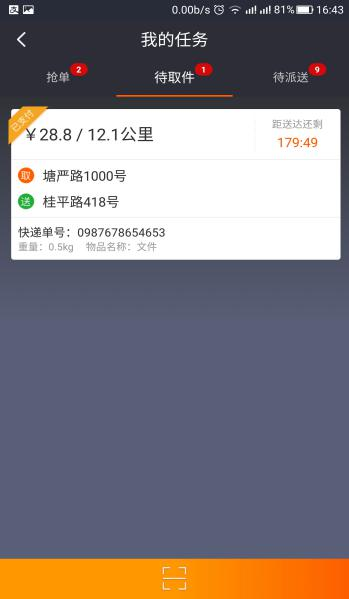 0.00b/s 81% 16:43
我的任务
抢单 2 待取件 1 待派送 9
已支付
￥28.8 / 12.1公里
距送达还剩
179:49
取 塘严路1000号
送 桂平路418号
快递单号：0987678654653
重量：0.5kg 物品名称：文件